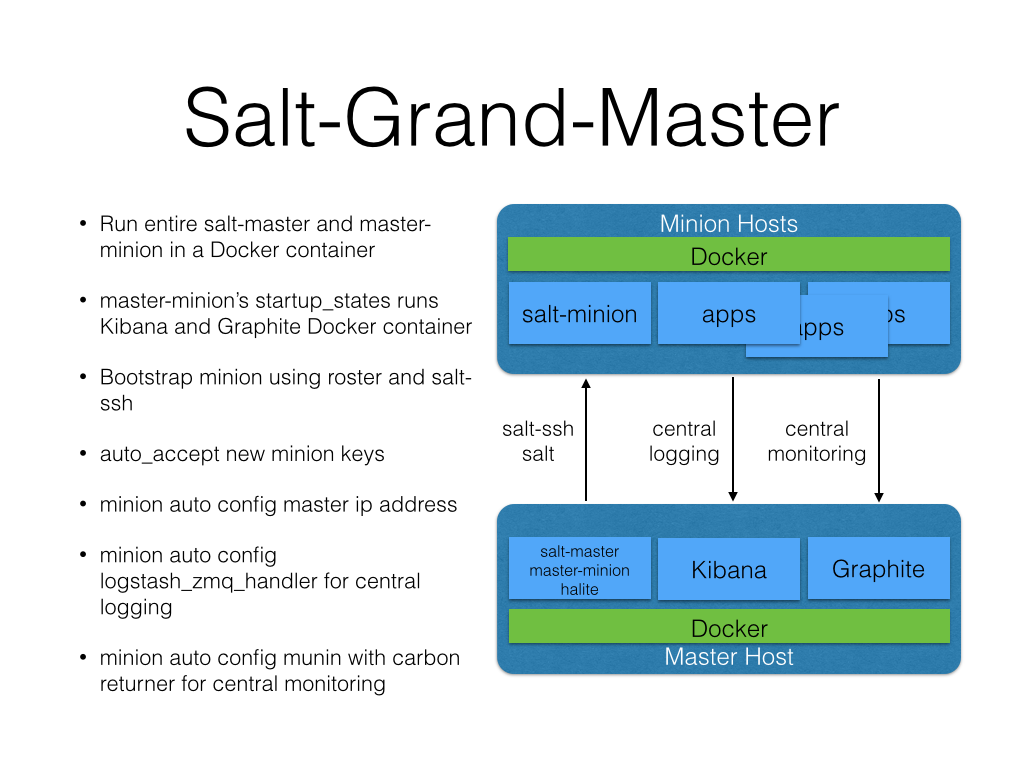 Salt-Grand-Master
• Run entire salt-master and master-
minion in a Docker container
• master-minion’s startup_states runs
Kibana and Graphite Docker container
• Bootstrap minion using roster and salt-
ssh
• auto_accept new minion keys
• minion auto config master ip address
• minion auto config
logstash_zmq_handler for central
logging
• minion auto config munin with carbon
returner for central monitoring
Minion Hosts
Docker
salt-minion
apps
apps
salt-ssh
salt
central
logging
central
monitoring
salt-master
master-minion
halite
Kibana
Graphite
Docker
Master Host